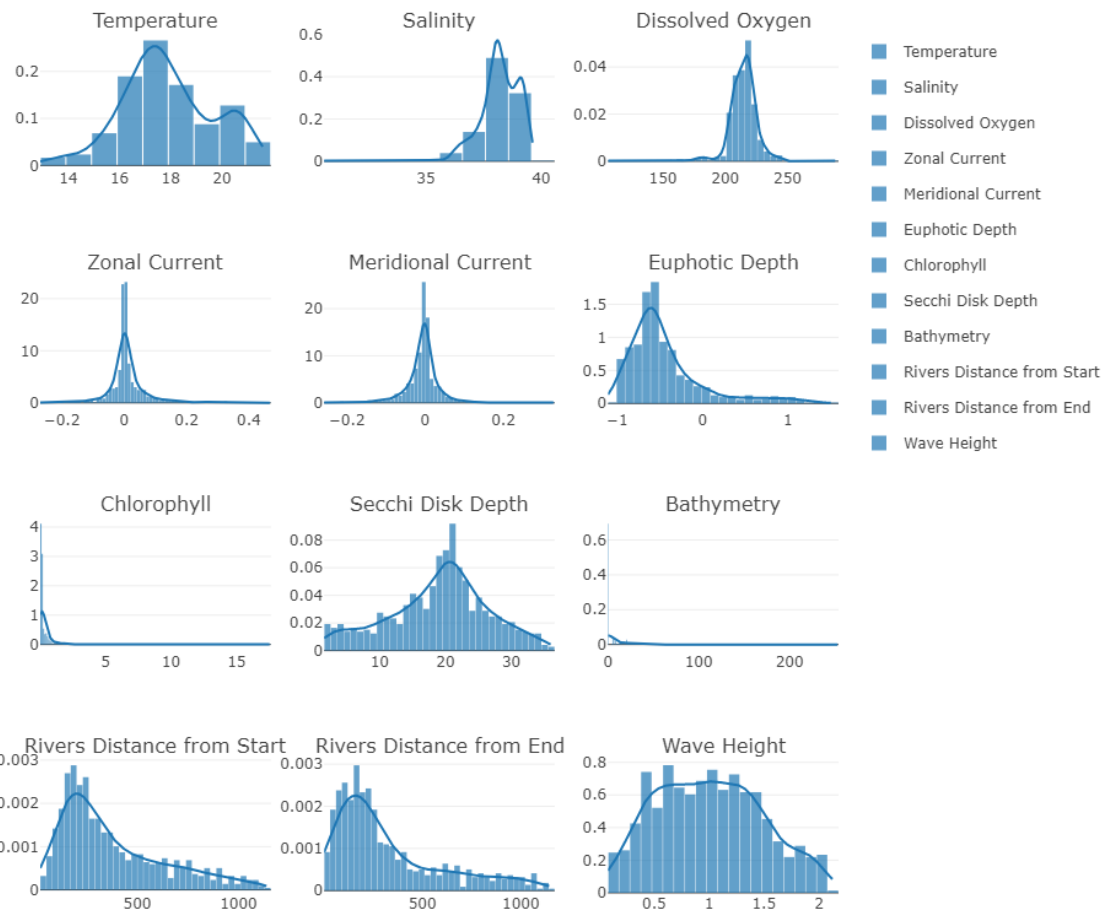 Temperature Salinity Dissolved Oxygen
0.2
0.1
0
14 16 18 20
0.6
0.4
0.2
0
35 40
0.04
0.02
0
150 200 250
Temperature
Salinity
Dissolved Oxygen
Zonal Current
Meridional Current
Euphotic Depth
Chlorophyll
Secchi Disk Depth
Bathymetry
Rivers Distance from Start
Rivers Distance from End
Wave Height
Zonal Current Meridional Current Euphotic Depth
20
10
0
−0.2 0 0.2 0.4
20
10
0
−0.2 0 0.2
1.5
1
0.5
0
−1 0 1
Chlorophyll Secchi Disk Depth Bathymetry
4
3
2
1
0
5 10 15
0.08
0.06
0.04
0.02
0
10 20 30
0.6
0.4
0.2
0
0 100 200
Rivers Distance from Start Rivers Distance from End Wave Height
0.003
0.002
0.001
0
500 1000
0.003
0.002
0.001
0
500 1000
0.8
0.6
0.4
0.2
0
0.5 1 1.5 2